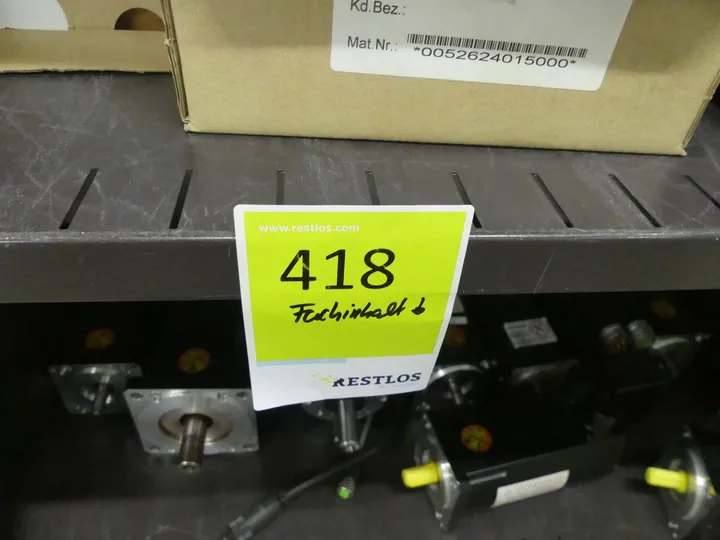 Kd.Bez.:
Mat.Nr.:
*0052624015000*
www.restlos.com
418
Fachinhalt ↓
RESTLOS